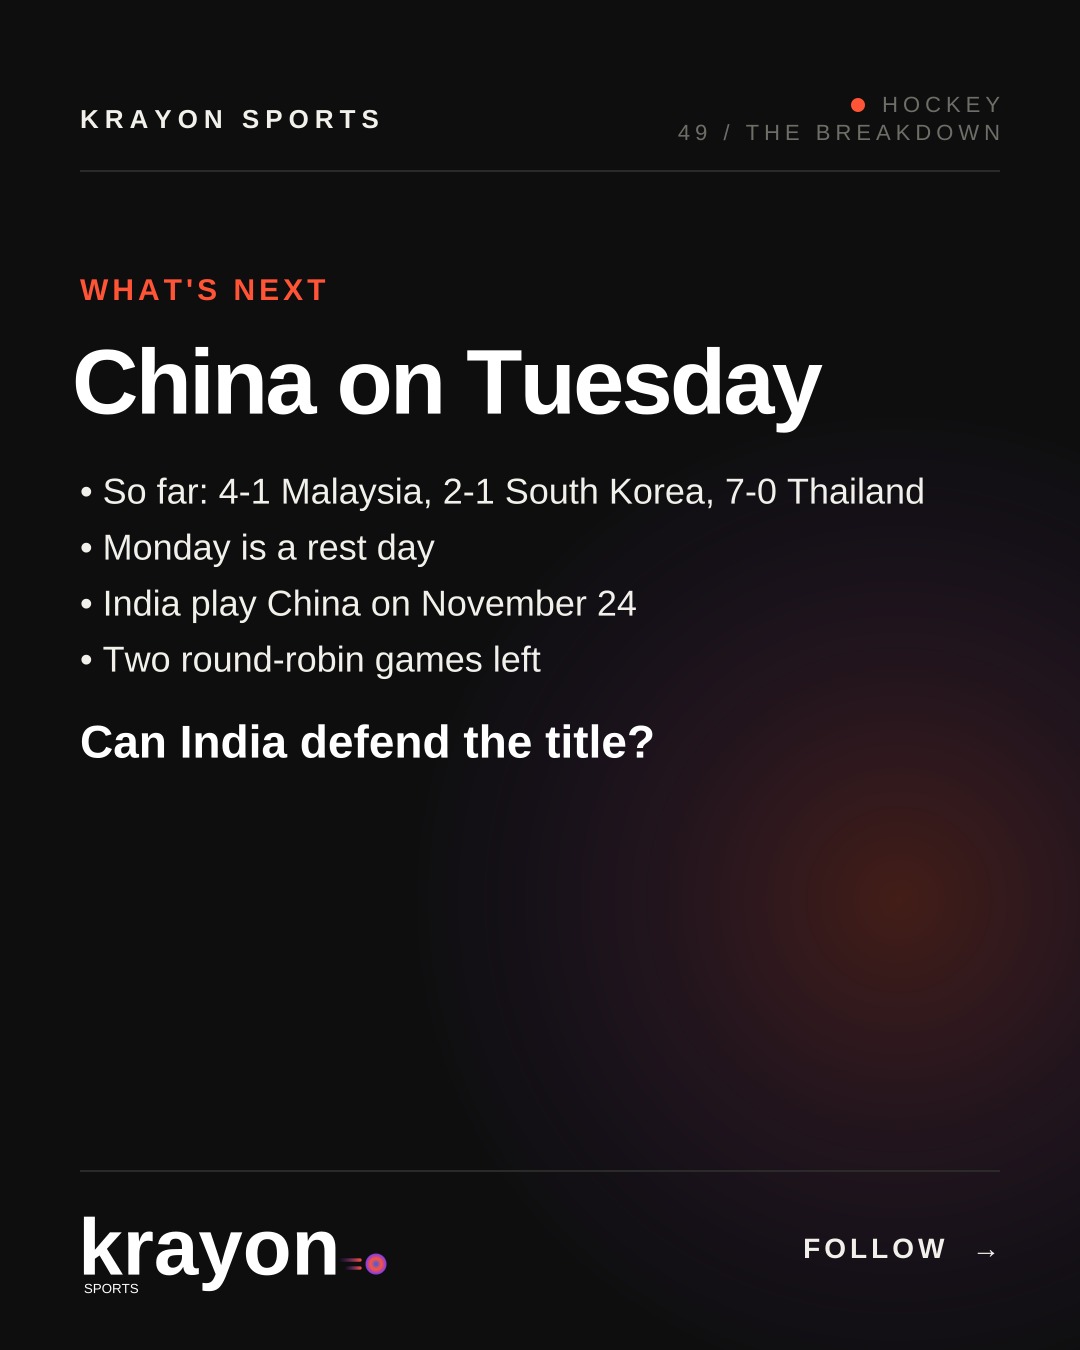 KRAYON SPORTS
● HOCKEY
49 / THE BREAKDOWN
WHAT'S NEXT
China on Tuesday
• So far: 4-1 Malaysia, 2-1 South Korea, 7-0 Thailand
• Monday is a rest day
• India play China on November 24
• Two round-robin games left
Can India defend the title?
krayon
SPORTS
FOLLOW →